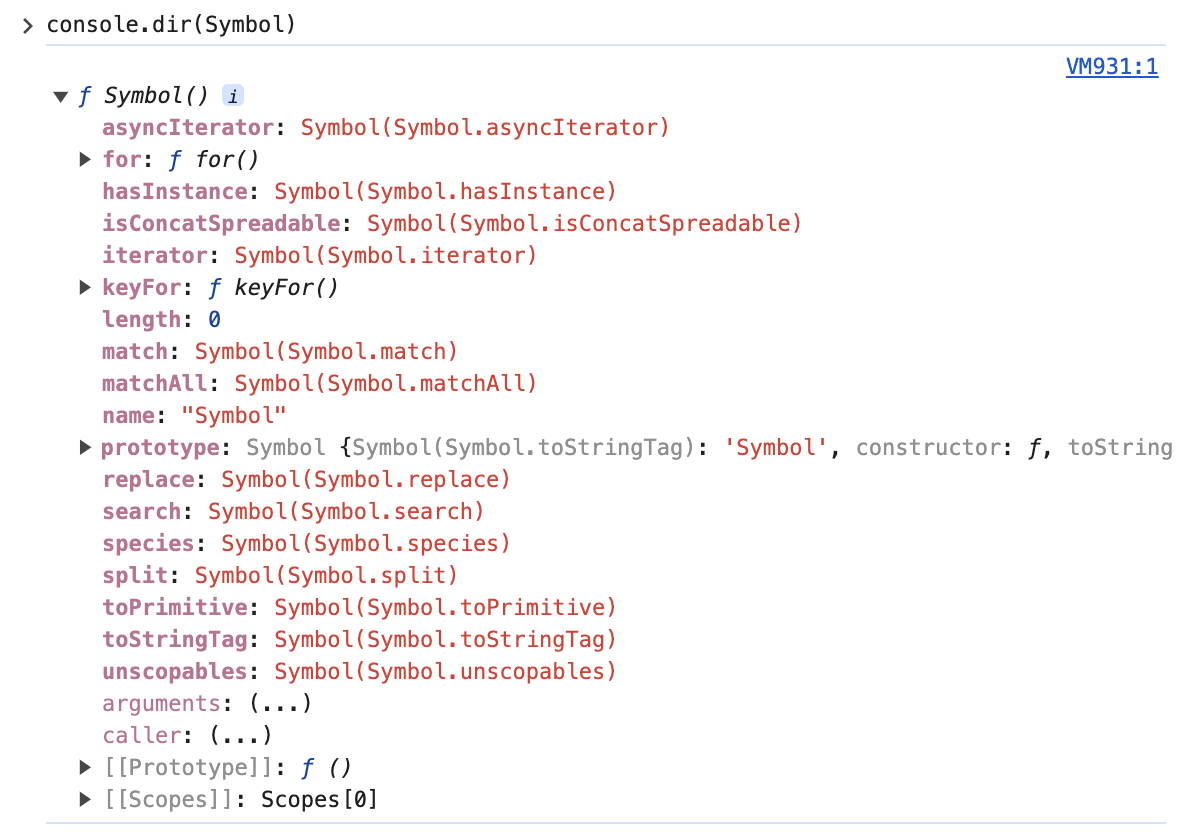 > console.dir(Symbol)
VM931:1
▼ ƒ Symbol() i
asyncIterator: Symbol(Symbol.asyncIterator)
▶ for: ƒ for()
hasInstance: Symbol(Symbol.hasInstance)
isConcatSpreadable: Symbol(Symbol.isConcatSpreadable)
iterator: Symbol(Symbol.iterator)
▶ keyFor: ƒ keyFor()
length: 0
match: Symbol(Symbol.match)
matchAll: Symbol(Symbol.matchAll)
name: "Symbol"
▶ prototype: Symbol {Symbol(Symbol.toStringTag): 'Symbol', constructor: ƒ, toString
replace: Symbol(Symbol.replace)
search: Symbol(Symbol.search)
species: Symbol(Symbol.species)
split: Symbol(Symbol.split)
toPrimitive: Symbol(Symbol.toPrimitive)
toStringTag: Symbol(Symbol.toStringTag)
unscopables: Symbol(Symbol.unscopables)
arguments: (...)
caller: (...)
▶ [[Prototype]]: ƒ ()
▶ [[Scopes]]: Scopes[0]